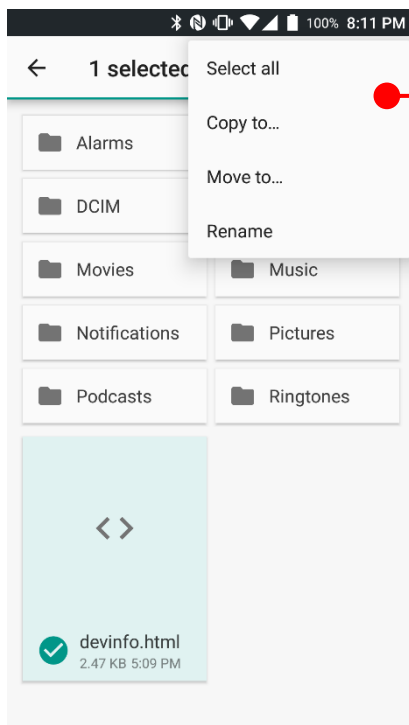 100% 8:11 PM
1 selected
Select all
Copy to…
Move to…
Rename
Alarms
DCIM
Movies
Music
Notifications
Pictures
Podcasts
Ringtones
devinfo.html
2.47 KB 5:09 PM